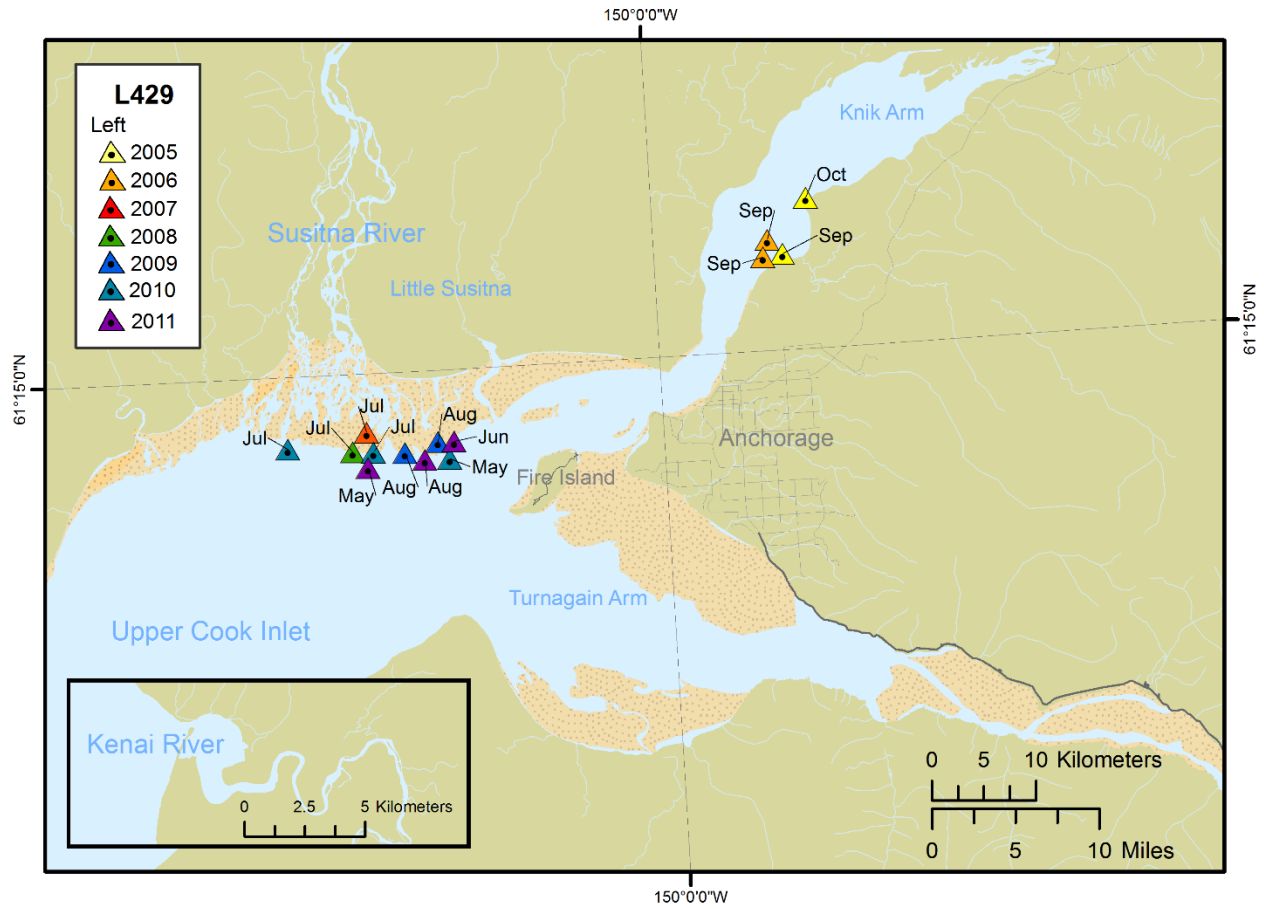 150°0'0"W
L429
Left
2005
2006
2007
2008
2009
2010
2011
Knik Arm
Oct
Sep
Sep
Sep
Susitna River
Little Susitna
61°15'0"N
61°15'0"N
Jul
Jul
Jul
Jul
Aug
Jun
May
May
Aug
Aug
Anchorage
Fire Island
Turnagain Arm
Upper Cook Inlet
Kenai River
0 2.5 5 Kilometers
0 5 10 Kilometers
0 5 10 Miles
150°0'0"W